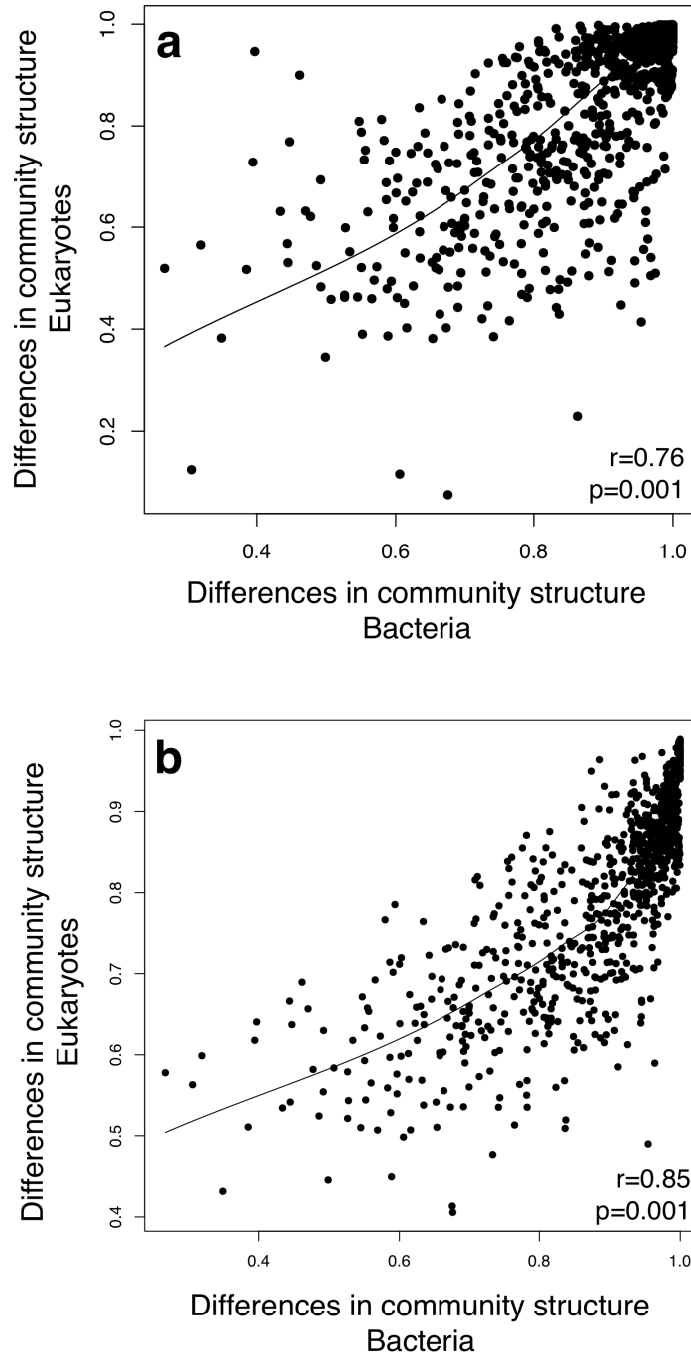 a
Differences in community structure
Eukaryotes
1.0
0.8
0.6
0.4
0.2
r=0.76
p=0.001
0.4 0.6 0.8 1.0
Differences in community structure
Bacteria
b
Differences in community structure
Eukaryotes
1.0
0.9
0.8
0.7
0.6
0.5
0.4
r=0.85
p=0.001
0.4 0.6 0.8 1.0
Differences in community structure
Bacteria